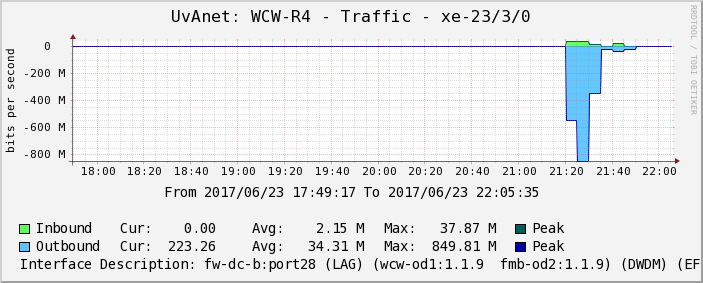 UvAnet: WCW-R4 - Traffic - xe-23/3/0
RRDTOOL / TOBI OETIKER
bits per second
0
-200 M
-400 M
-600 M
-800 M
18:00 18:20 18:40 19:00 19:20 19:40 20:00 20:20 20:40 21:00 21:20 21:40 22:00
From 2017/06/23 17:49:17 To 2017/06/23 22:05:35
Inbound Cur: 0.00 Avg: 2.15 M Max: 37.87 M Peak
Outbound Cur: 223.26 Avg: 34.31 M Max: 849.81 M Peak
Interface Description: fw-dc-b:port28 (LAG) (wcw-od1:1.1.9 fmb-od2:1.1.9) (DWDM) (EF